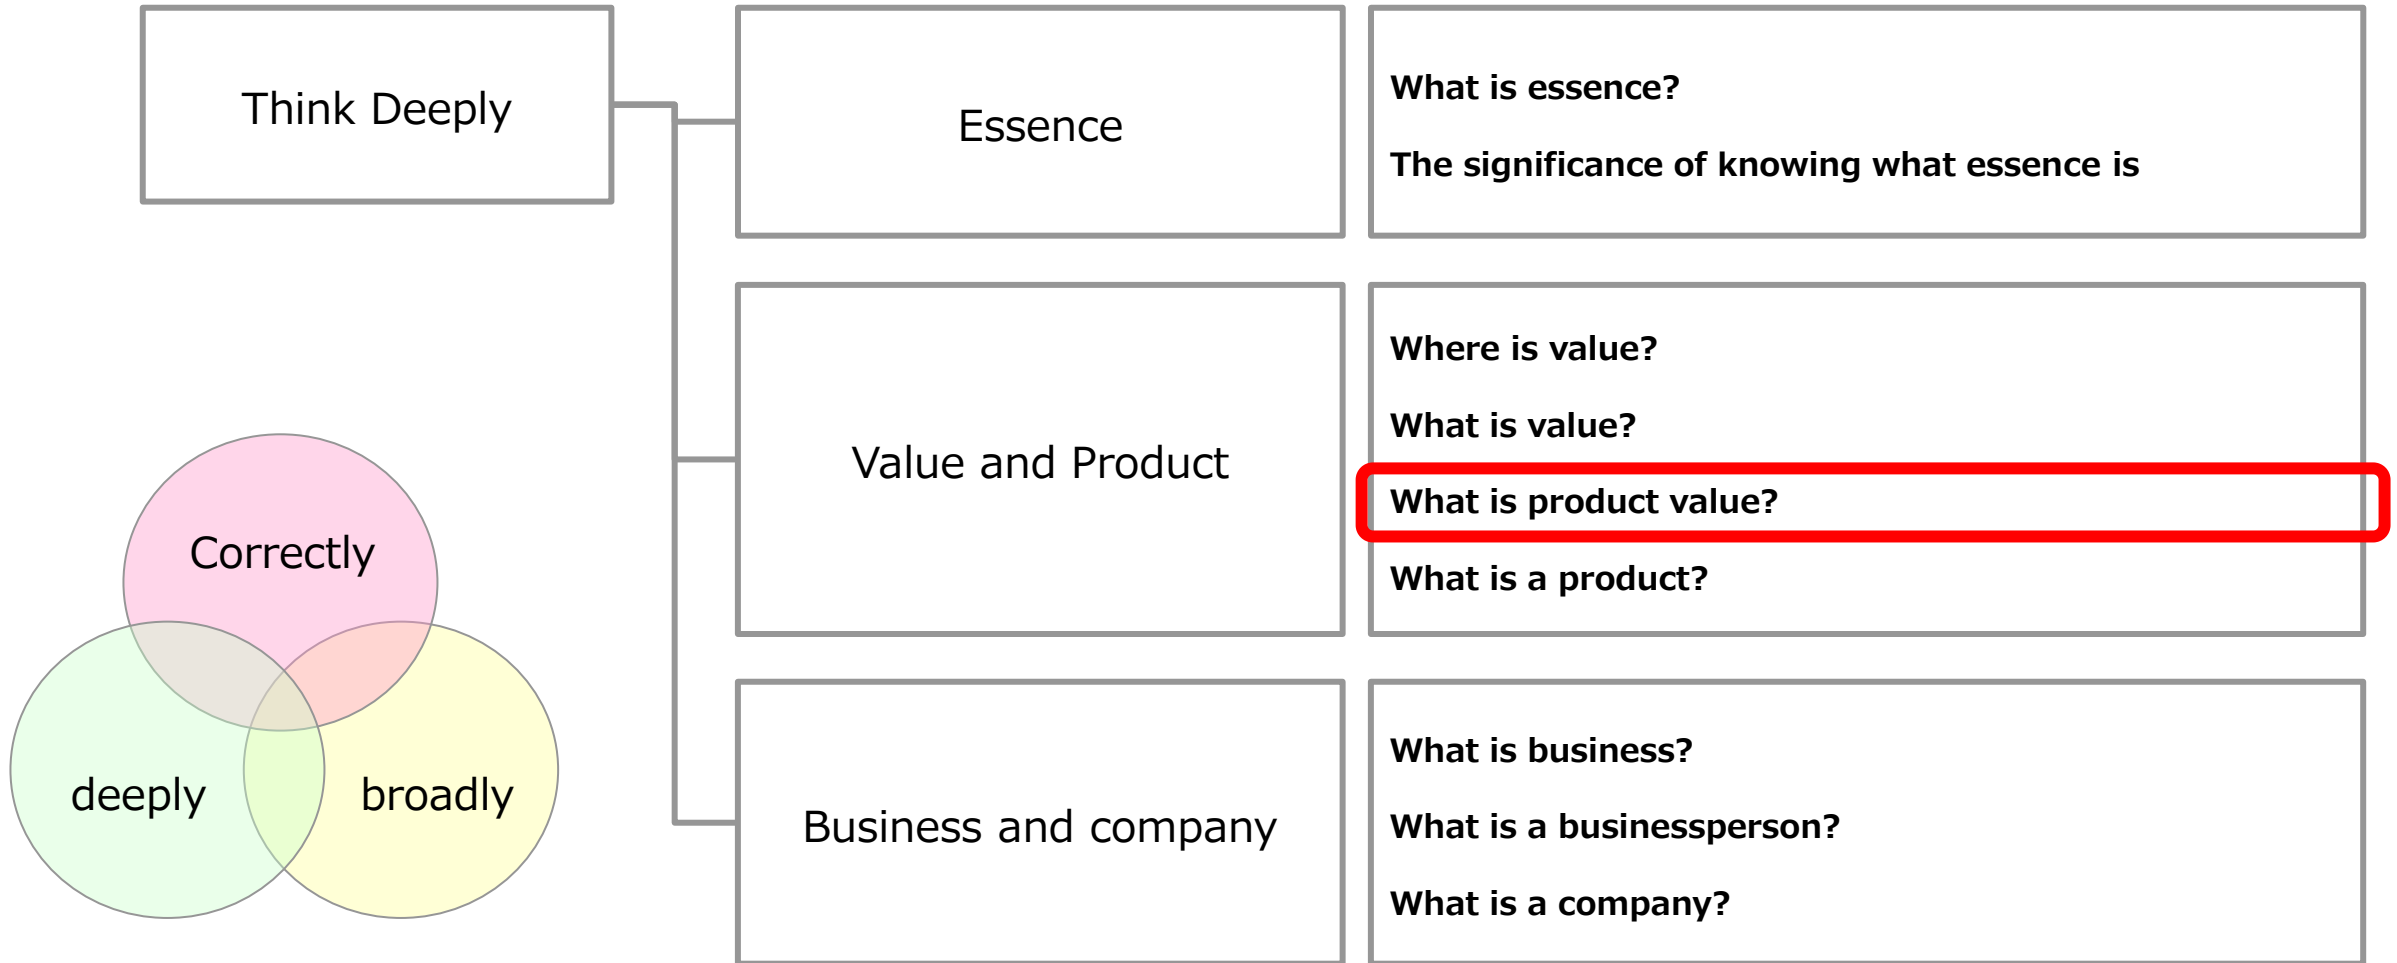 Think Deeply
Essence
What is essence?
The significance of knowing what essence is
Value and Product
Where is value?
What is value?
What is product value?
What is a product?
Business and company
What is business?
What is a businessperson?
What is a company?
Correctly
deeply
broadly